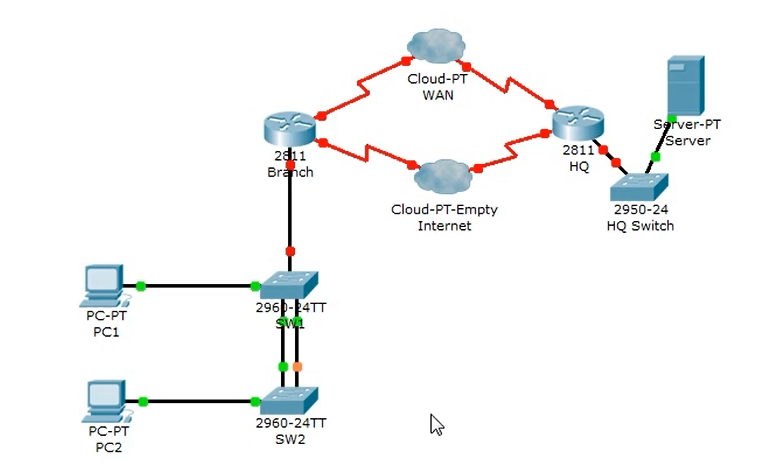 Cloud-PT
WAN
Server-PT
Server
2811
Branch
2811
HQ
Cloud-PT-Empty
Internet
2950-24
HQ Switch
PC-PT
PC1
2960-24TT
SW1
PC-PT
PC2
2960-24TT
SW2